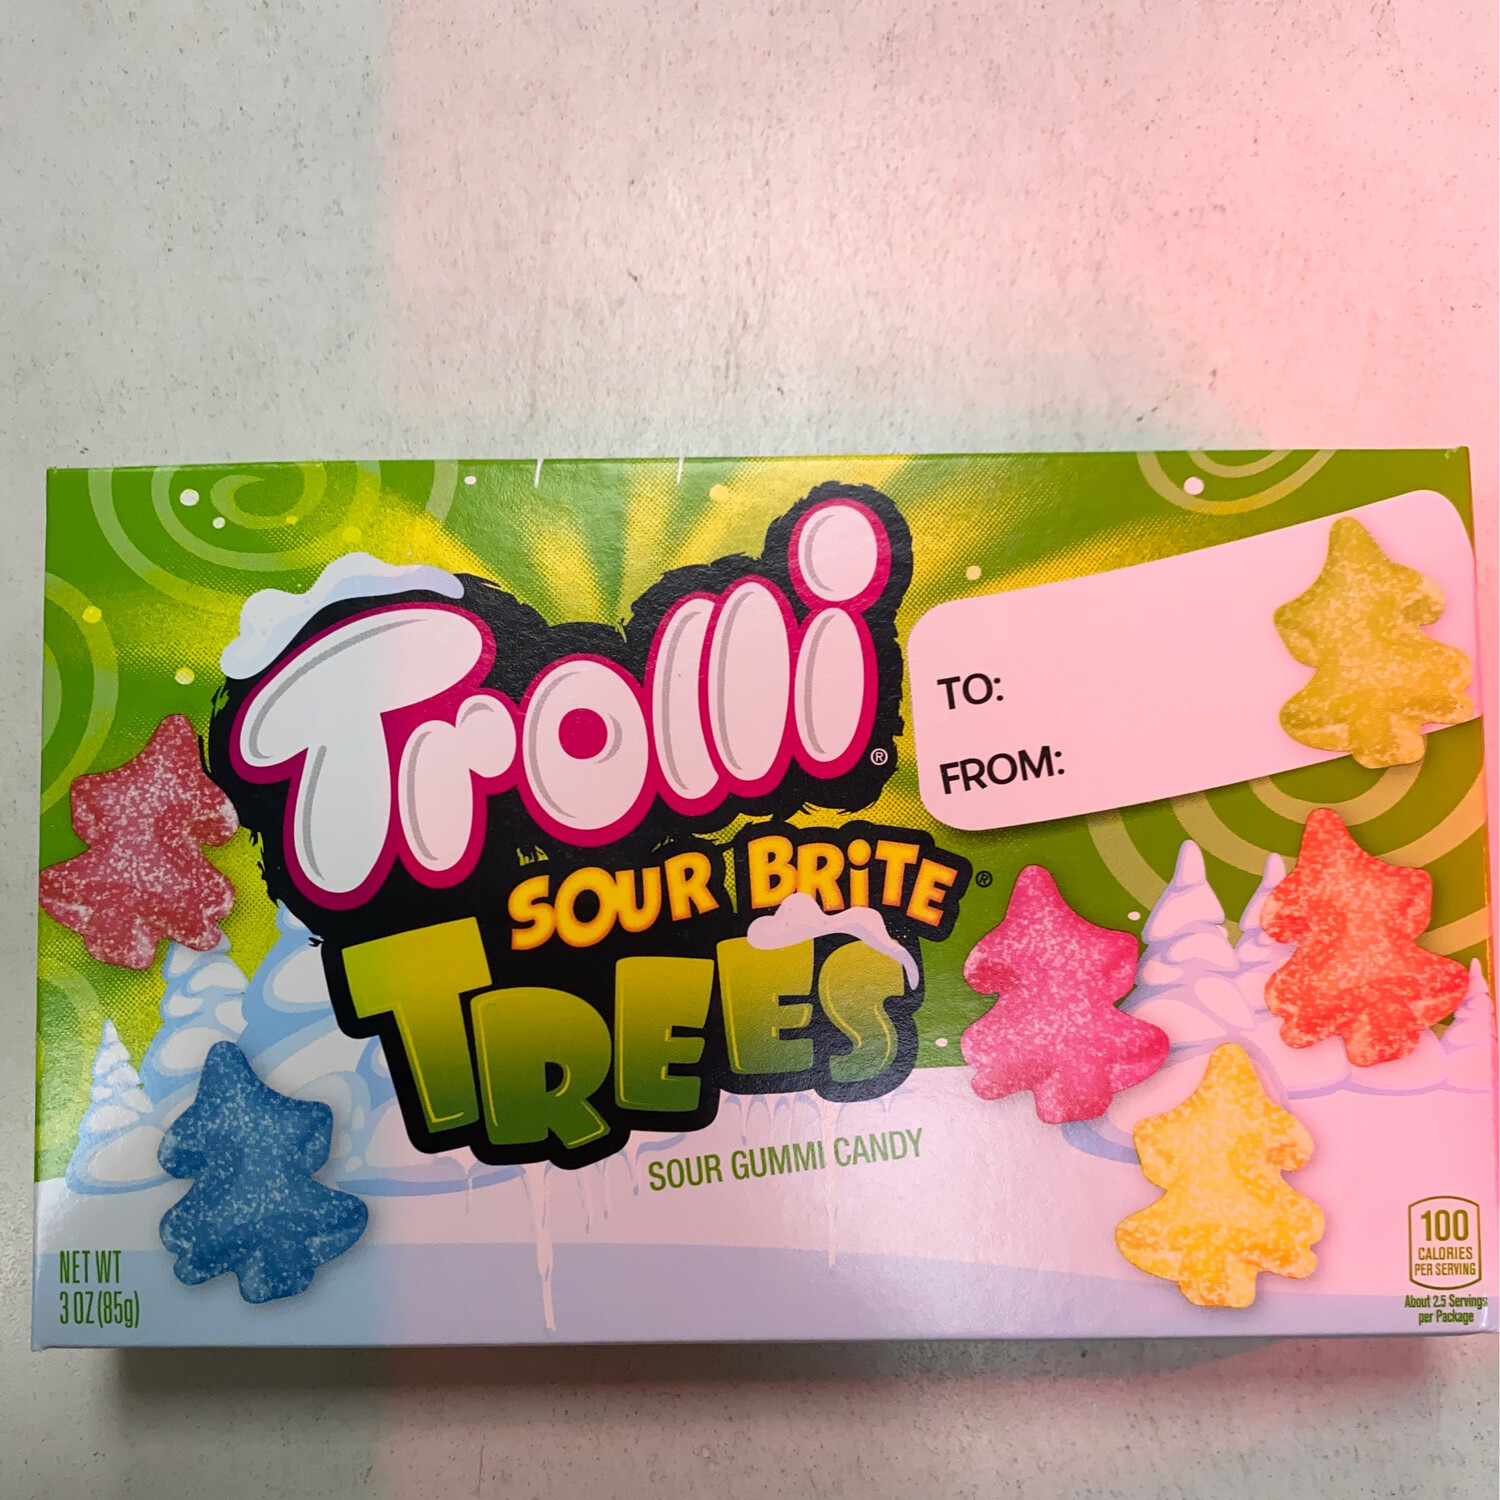 Trolli®
SOUR BRiTE®
TREES
SOUR GUMMI CANDY
TO:
FROM:
NET WT
3 OZ (85g)
100
CALORIES
PER SERVING
About 2.5 Servings
per Package